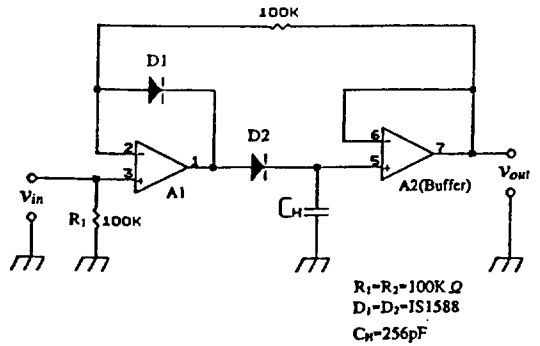 100K
D1
D2
2
3
1
A1
6
5
7
A2(Buffer)
vin
R1 100K
CH
vout
R1=R2=100K Ω
D1=D2=IS1588
CH=256pF